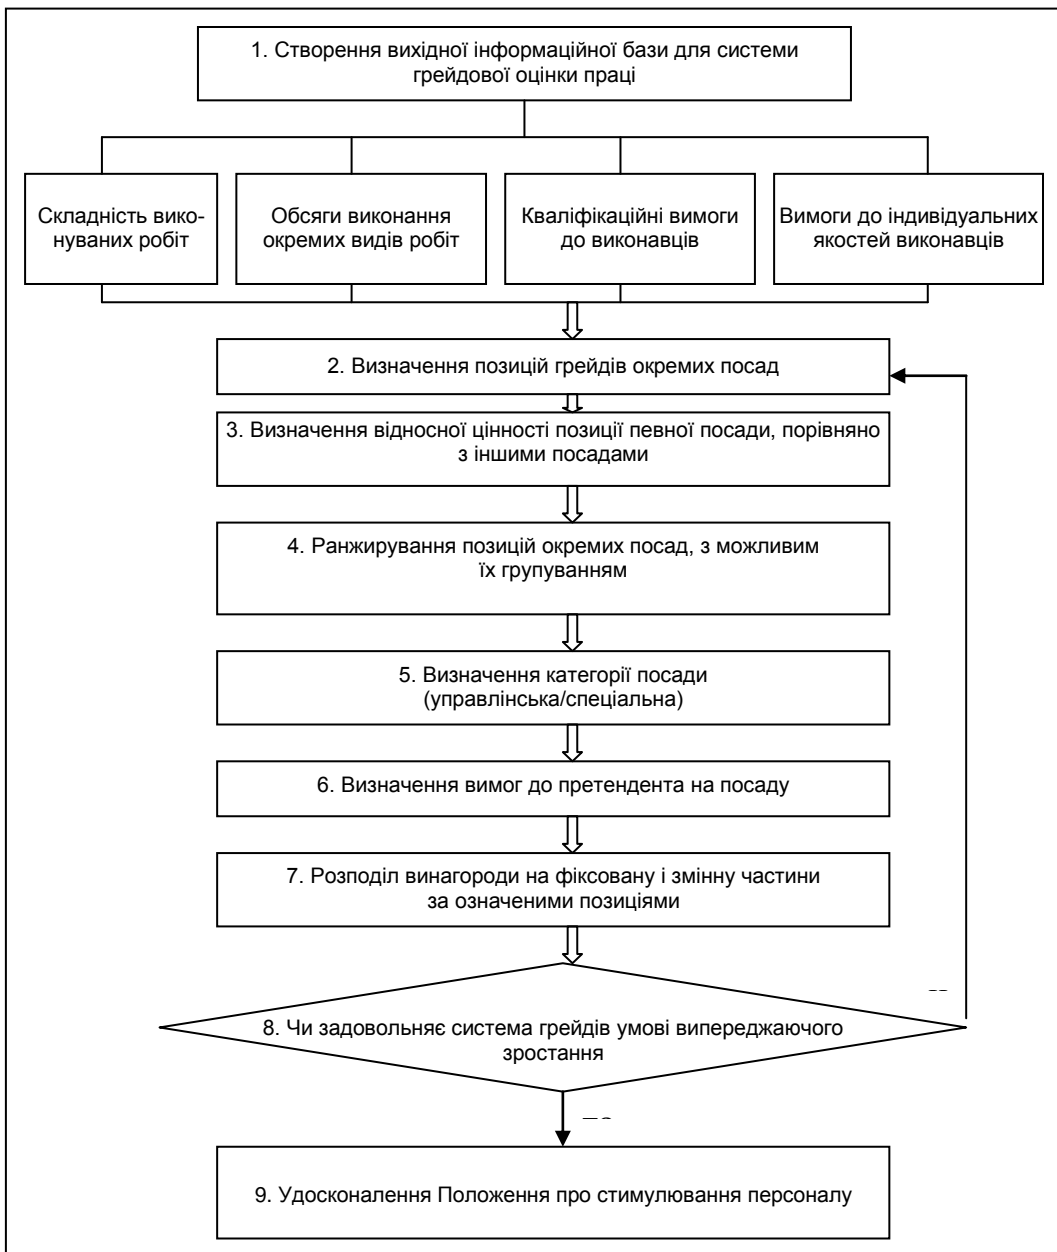 1. Створення вихідної інформаційної бази для системи
грейдової оцінки праці
Складність вико-
нуваних робіт
Обсяги виконання
окремих видів робіт
Кваліфікаційні вимоги
до виконавців
Вимоги до індивідуальних
якостей виконавців
2. Визначення позицій грейдів окремих посад
3. Визначення відносної цінності позиції певної посади, порівняно
з іншими посадами
4. Ранжирування позицій окремих посад, з можливим
їх групуванням
5. Визначення категорії посади
(управлінська/спеціальна)
6. Визначення вимог до претендента на посаду
7. Розподіл винагороди на фіксовану і змінну частини
за означеними позиціями
8. Чи задовольняє система грейдів умові випереджаючого
зростання
9. Удосконалення Положення про стимулювання персоналу